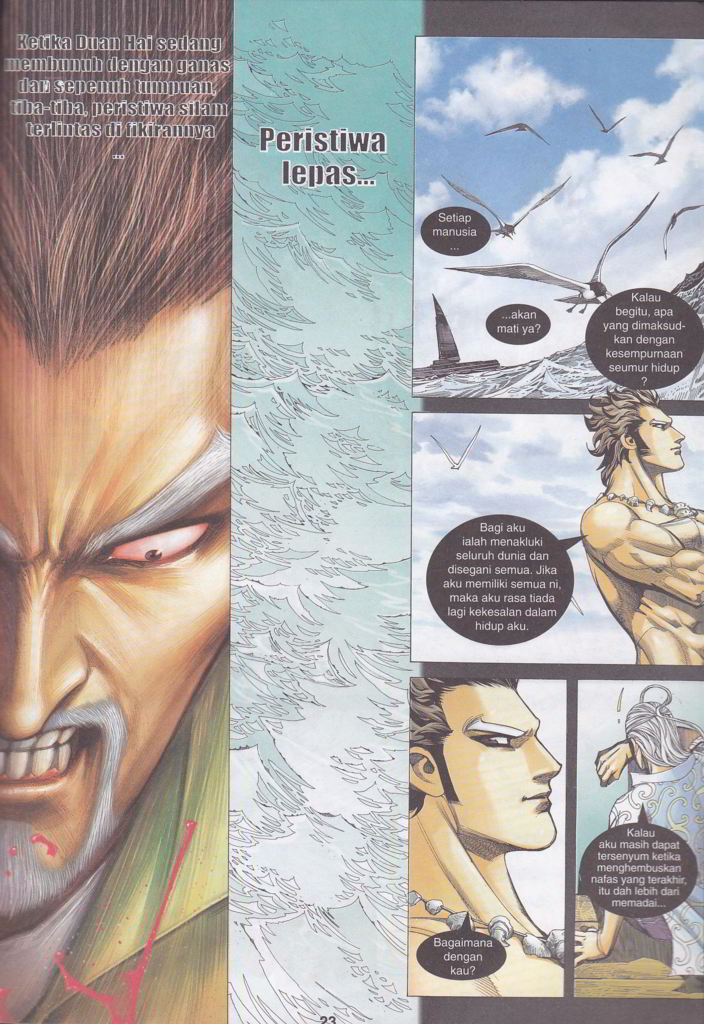 Ketika Duan Hai sedang
membunuh dengan ganas
dan sepenuh tumpuan,
tiba-tiba, peristiwa silam
terlintas di fikirannya
...
Peristiwa
lepas...
Setiap
manusia
...
...akan
mati ya?
Kalau
begitu, apa
yang dimaksud-
kan dengan
kesempurnaan
seumur hidup
?
Bagi aku
ialah menakluki
seluruh dunia dan
disegani semua. Jika
aku memiliki semua ni,
maka aku rasa tiada
lagi kekesalan dalam
hidup aku.
Bagaimana
dengan
kau?
Kalau
aku masih dapat
tersenyum ketika
menghembuskan
nafas yang terakhir,
itu dah lebih dari
memadai...
23